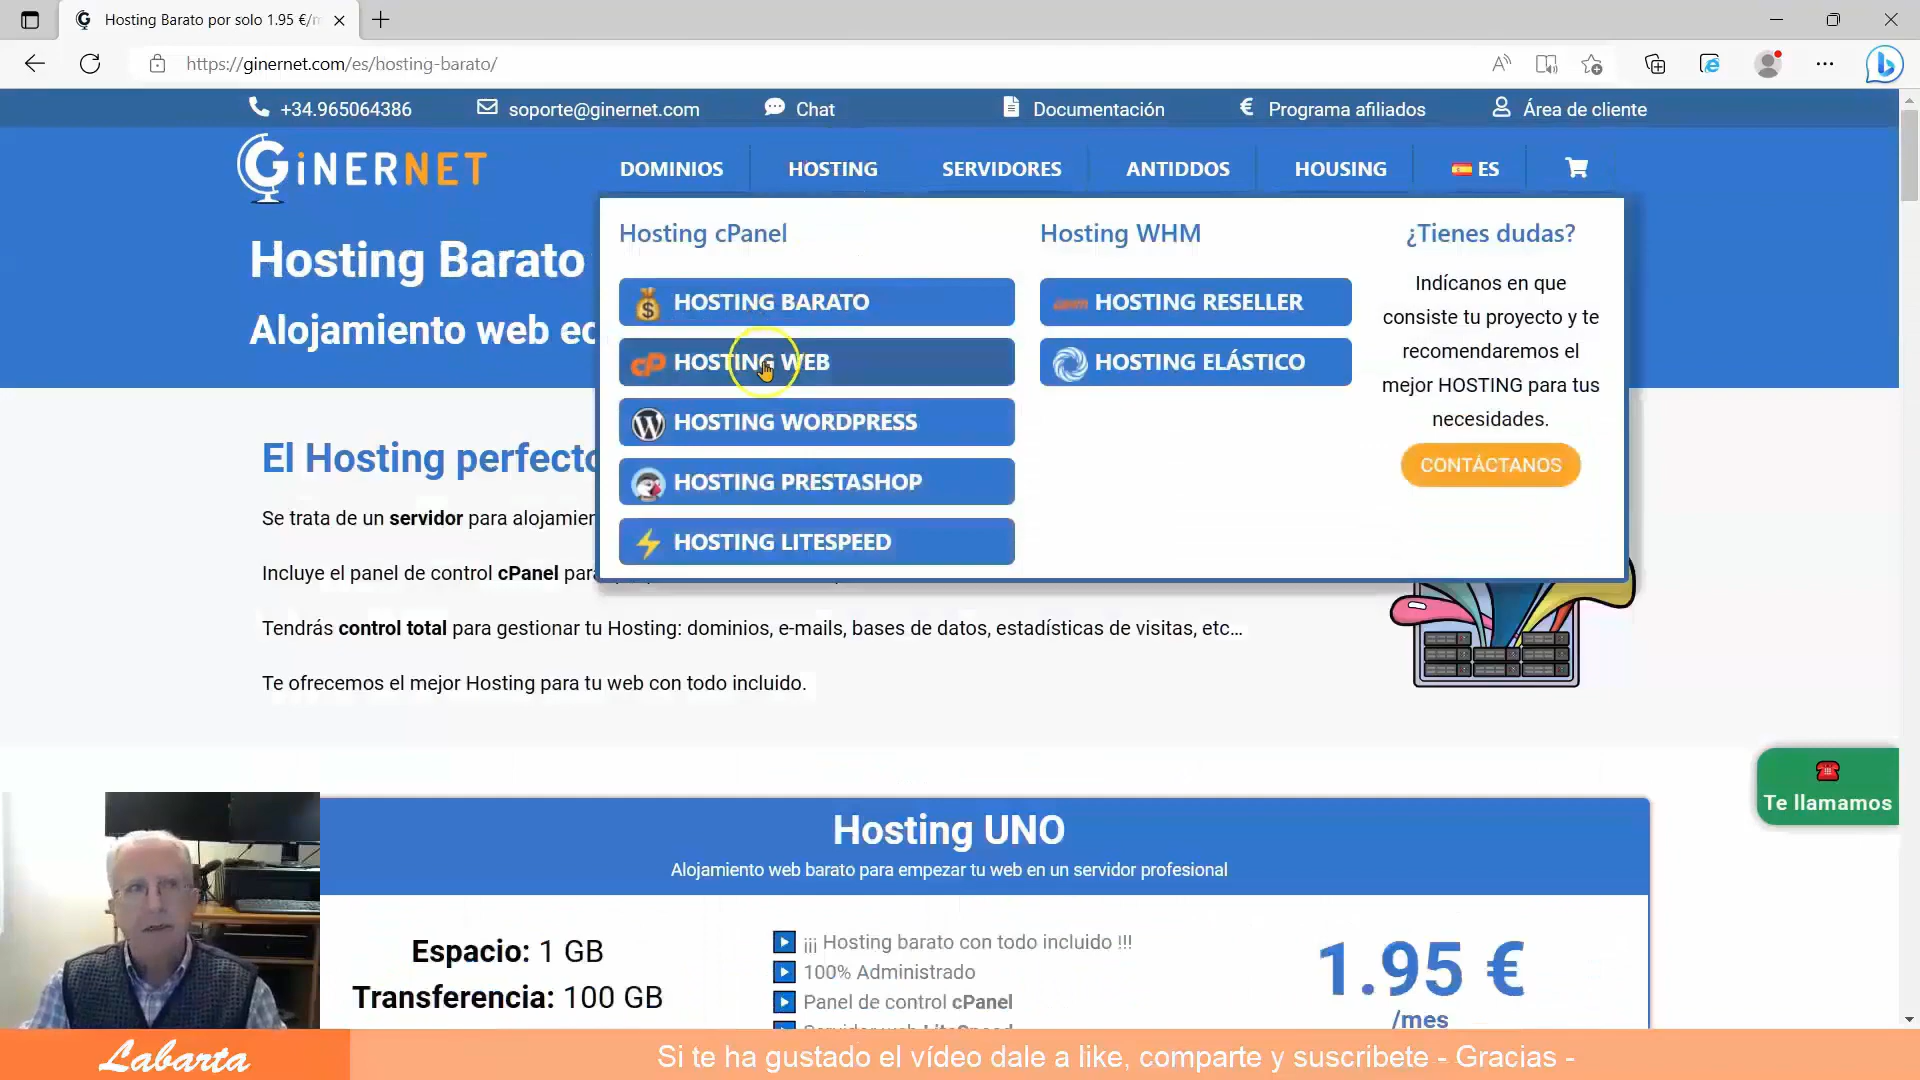 Hosting Barato por solo 1.95 €/m
https://ginernet.com/es/hosting-barato/
+34.965064386
soporte@ginernet.com
Chat
Documentación
Programa afiliados
Área de cliente
GiNERNET
DOMINIOS
HOSTING
SERVIDORES
ANTIDDOS
HOUSING
ES
Hosting Barato
Alojamiento web ec
Hosting cPanel
HOSTING BARATO
HOSTING WEB
HOSTING WORDPRESS
HOSTING PRESTASHOP
HOSTING LITESPEED
Hosting WHM
HOSTING RESELLER
HOSTING ELÁSTICO
¿Tienes dudas?
Indícanos en que
consiste tu proyecto y te
recomendaremos el
mejor HOSTING para tus
necesidades.
CONTÁCTANOS
El Hosting perfecto
Se trata de un servidor para alojamien
Incluye el panel de control cPanel para
Tendrás control total para gestionar tu Hosting: dominios, e-mails, bases de datos, estadísticas de visitas, etc...
Te ofrecemos el mejor Hosting para tu web con todo incluido.
Te llamamos
Hosting UNO
Alojamiento web barato para empezar tu web en un servidor profesional
Espacio: 1 GB
Transferencia: 100 GB
¡¡¡ Hosting barato con todo incluido !!!
100% Administrado
Panel de control cPanel
Servidor web LiteSpeed
1.95 €
/mes
Labarta
Si te ha gustado el vídeo dale a like, comparte y suscribete - Gracias -